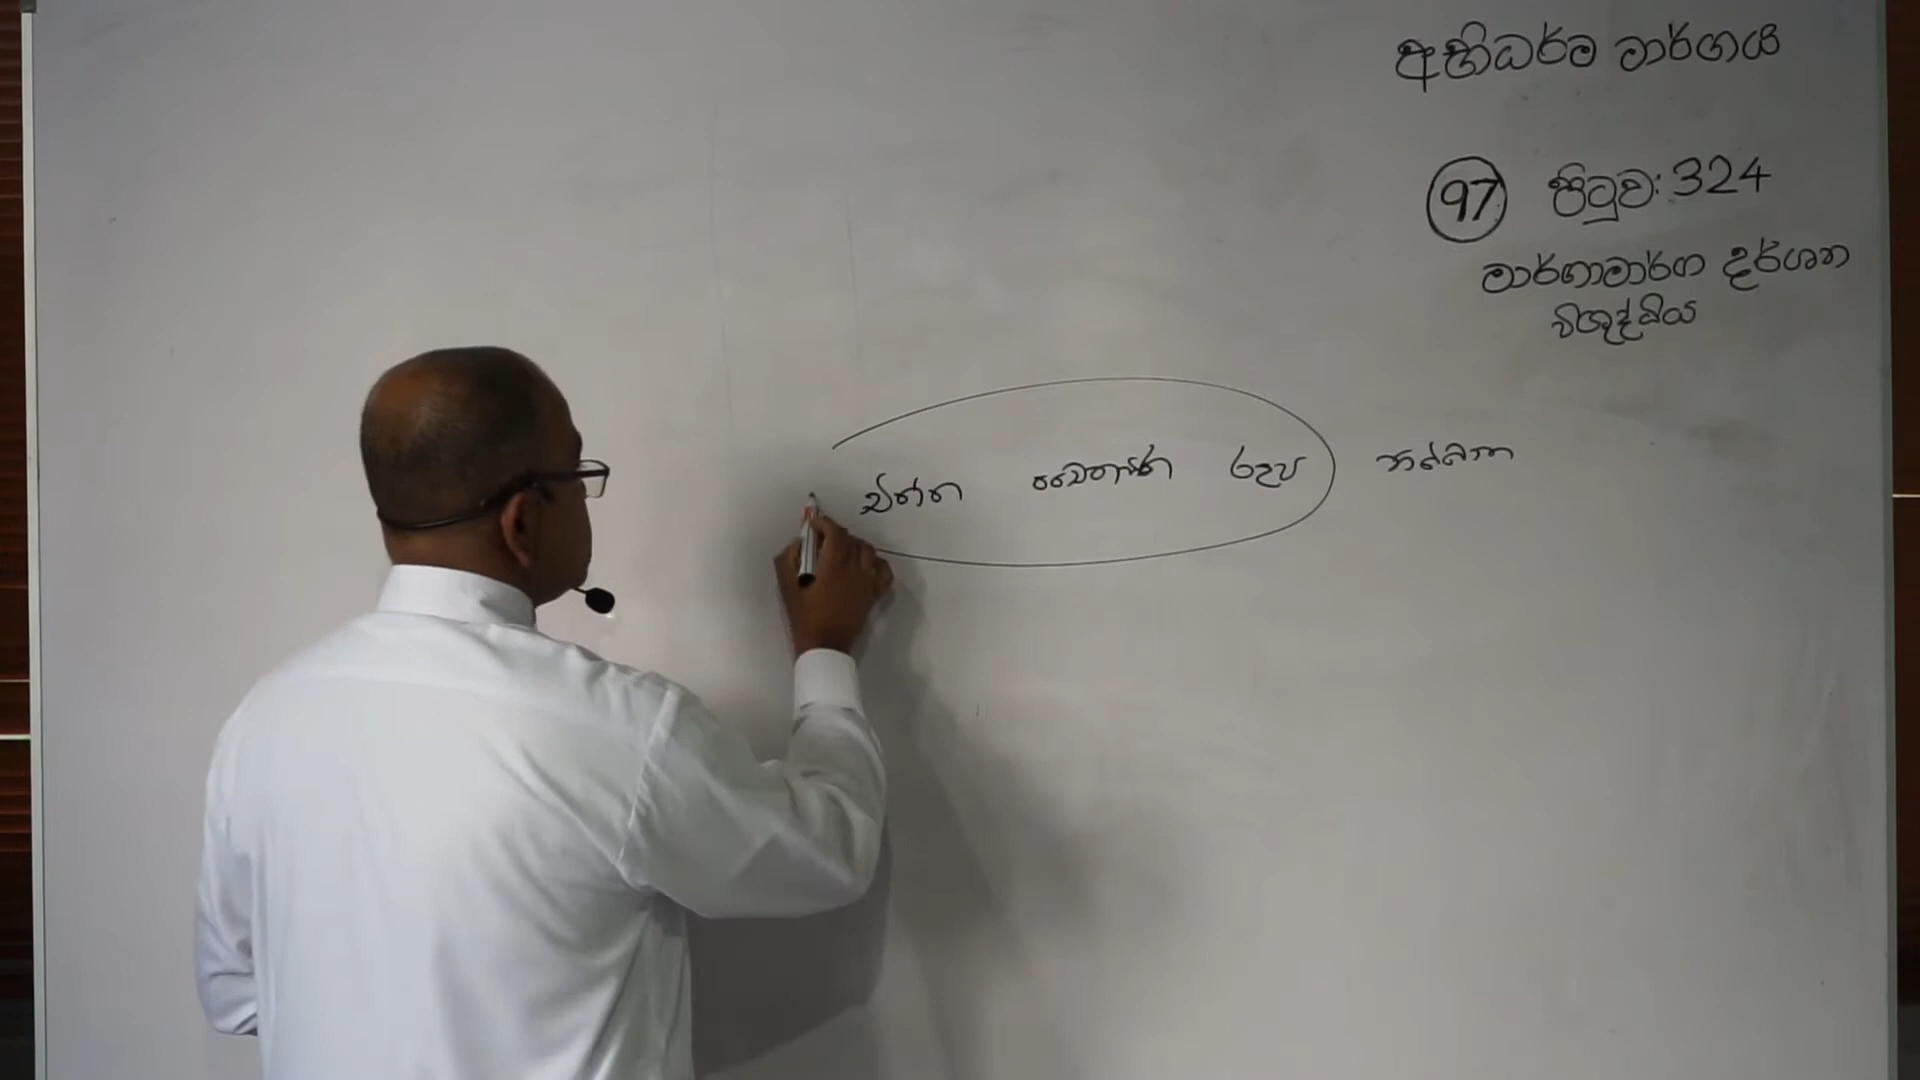 අභිධර්ම මාර්ගය
97 පිටුව: 324
මාර්ගාමාර්ග දර්ශන
විශුද්ධිය
චිත්ත චෛතසික රූප